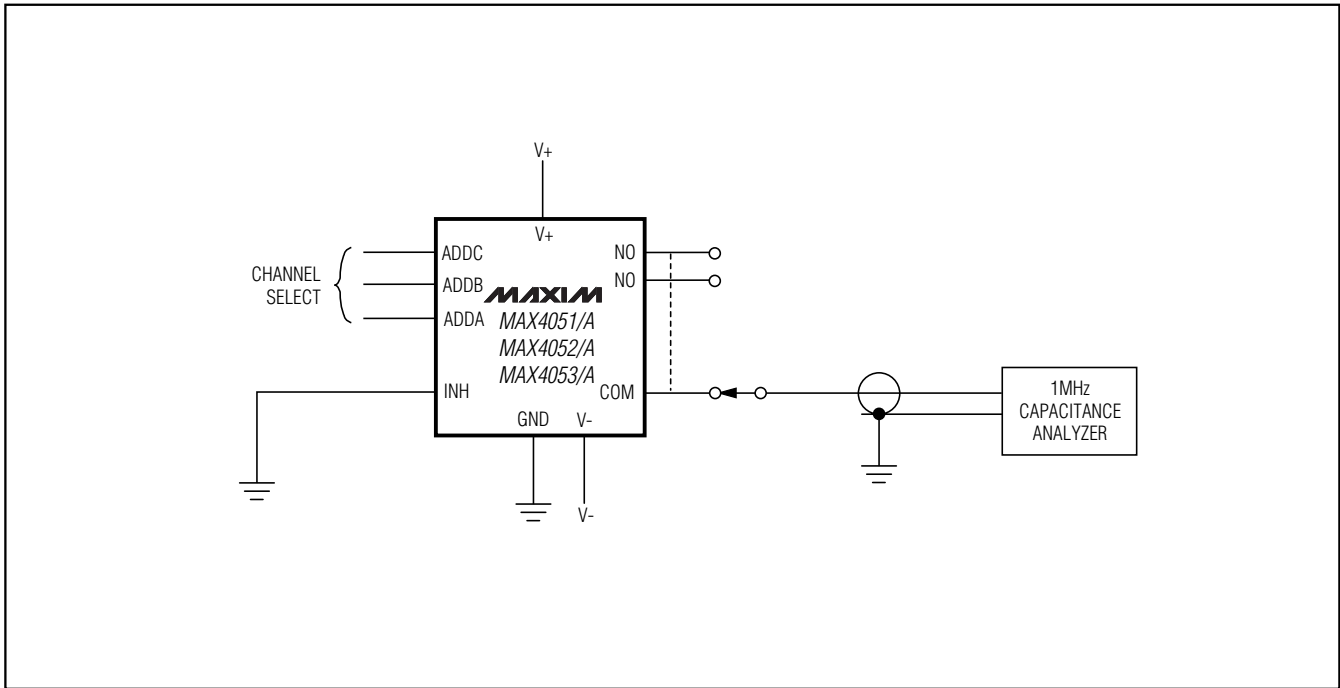 V+
V+
ADDC
ADDB
ADDA
CHANNEL
SELECT
INH
MAXIM
MAX4051/A
MAX4052/A
MAX4053/A
NO
NO
COM
GND
V-
V-
1MHz
CAPACITANCE
ANALYZER